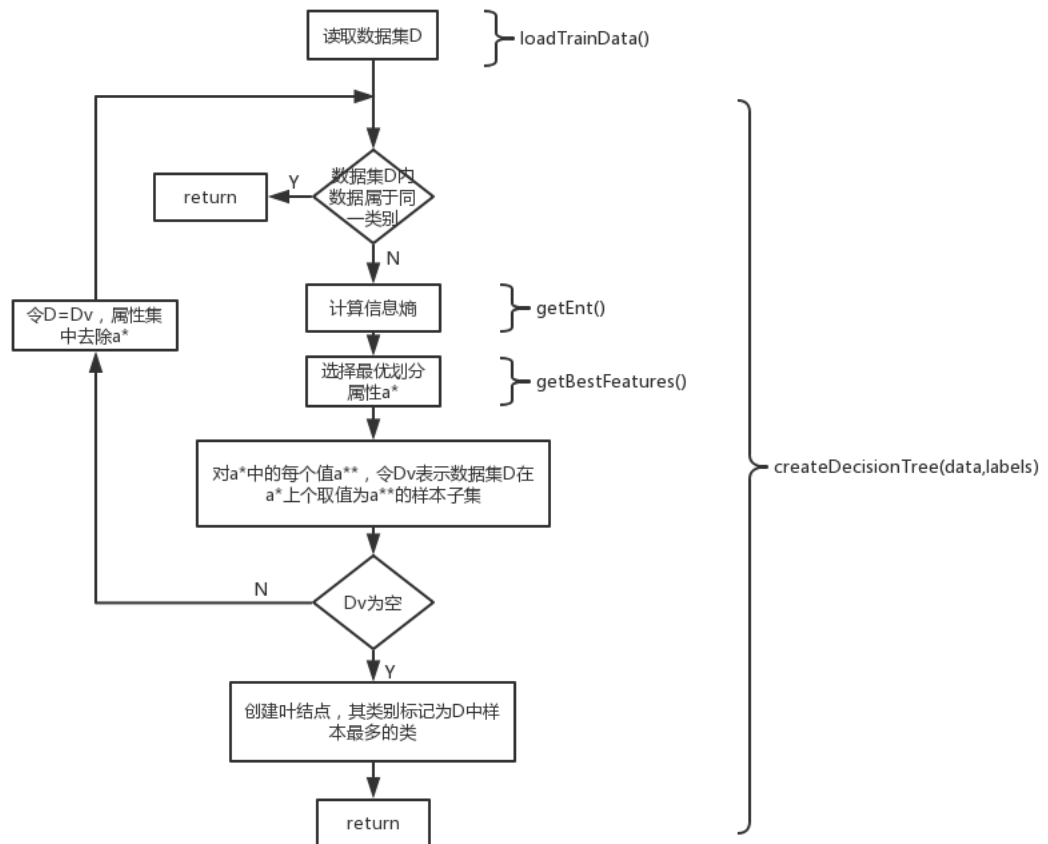 读取数据集D
loadTrainData()
数据集D内
数据属于同
一类别
Y
return
N
计算信息熵
getEnt()
令D=Dv，属性集
中去除a*
选择最优划分
属性a*
getBestFeatures()
对a*中的每个值a**，令Dv表示数据集D在
a*上个取值为a**的样本子集
createDecisionTree(data,labels)
N
Dv为空
Y
创建叶结点，其类别标记为D中样
本最多的类
return